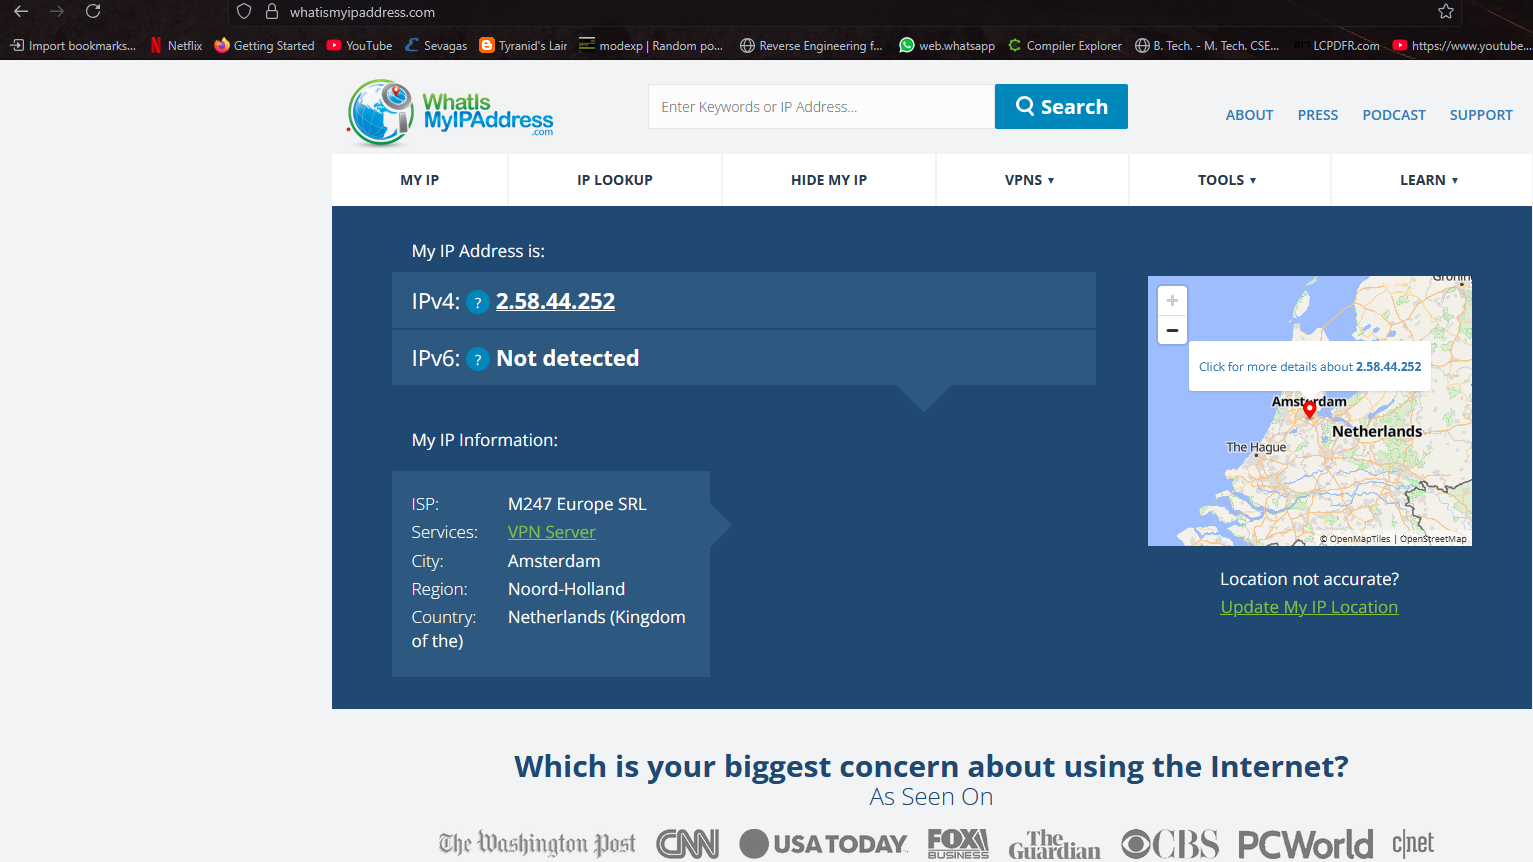 whatismyipaddress.com
Import bookmarks... Netflix Getting Started YouTube Sevagas Tyranid's Lair modexp | Random po... Reverse Engineering f... web.whatsapp Compiler Explorer B. Tech. - M. Tech. CSE... LCPDFR.com https://www.youtube....
WhatIs
MyIPAddress
.com
Enter Keywords or IP Address...
Search
ABOUT PRESS PODCAST SUPPORT
MY IP IP LOOKUP HIDE MY IP VPNS ▾ TOOLS ▾ LEARN ▾
My IP Address is:
IPv4: ? 2.58.44.252
IPv6: ? Not detected
My IP Information:
ISP: M247 Europe SRL
Services: VPN Server
City: Amsterdam
Region: Noord-Holland
Country: Netherlands (Kingdom
of the)
+
−
Click for more details about 2.58.44.252
Amsterdam
Netherlands
The Hague
© OpenMapTiles | OpenStreetMap
Location not accurate?
Update My IP Location
Which is your biggest concern about using the Internet?
As Seen On
The Washington Post CNN USA TODAY FOX BUSINESS The Guardian CBS PCWorld c|net